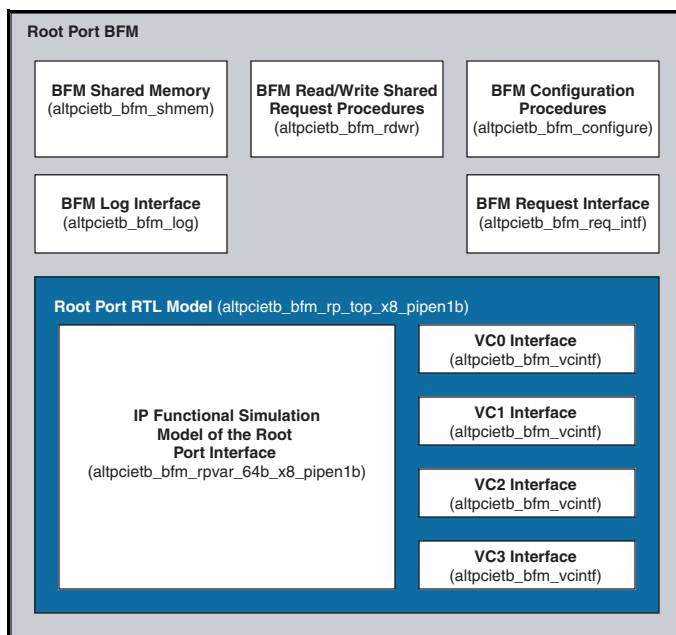 Root Port BFM
BFM Shared Memory
(altpcietb_bfm_shmem)
BFM Read/Write Shared
Request Procedures
(altpcietb_bfm_rdwr)
BFM Configuration
Procedures
(altpcietb_bfm_configure)
BFM Log Interface
(altpcietb_bfm_log)
BFM Request Interface
(altpcietb_bfm_req_intf)
Root Port RTL Model (altpcietb_bfm_rp_top_x8_pipen1b)
IP Functional Simulation
Model of the Root
Port Interface
(altpcietb_bfm_rpvar_64b_x8_pipen1b)
VC0 Interface
(altpcietb_bfm_vcintf)
VC1 Interface
(altpcietb_bfm_vcintf)
VC2 Interface
(altpcietb_bfm_vcintf)
VC3 Interface
(altpcietb_bfm_vcintf)